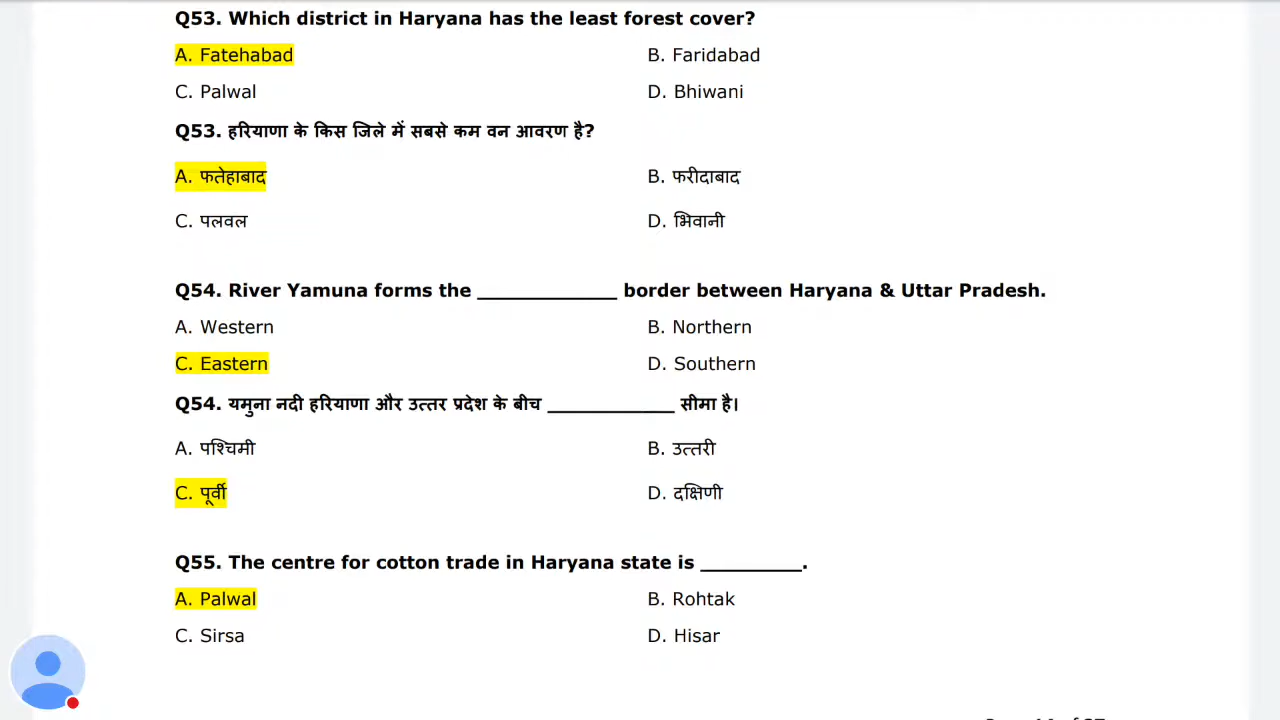 Q53. Which district in Haryana has the least forest cover?
A. Fatehabad B. Faridabad
C. Palwal D. Bhiwani
Q53. हरियाणा के किस जिले में सबसे कम वन आवरण है?
A. फतेहाबाद B. फरीदाबाद
C. पलवल D. भिवानी
Q54. River Yamuna forms the ____________ border between Haryana & Uttar Pradesh.
A. Western B. Northern
C. Eastern D. Southern
Q54. यमुना नदी हरियाणा और उत्तर प्रदेश के बीच ____________ सीमा है।
A. पश्चिमी B. उत्तरी
C. पूर्वी D. दक्षिणी
Q55. The centre for cotton trade in Haryana state is _________.
A. Palwal B. Rohtak
C. Sirsa D. Hisar